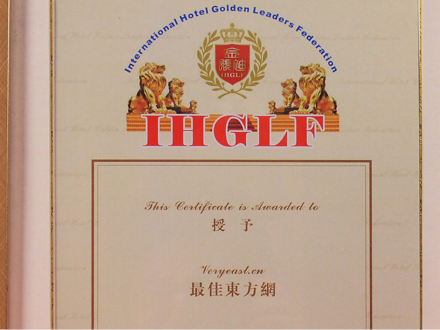 International Hotel Golden Leaders Federation
IHGLF
IHGLF
This Certificate is Awarded to
授予
Veryeast.cn
最佳東方網